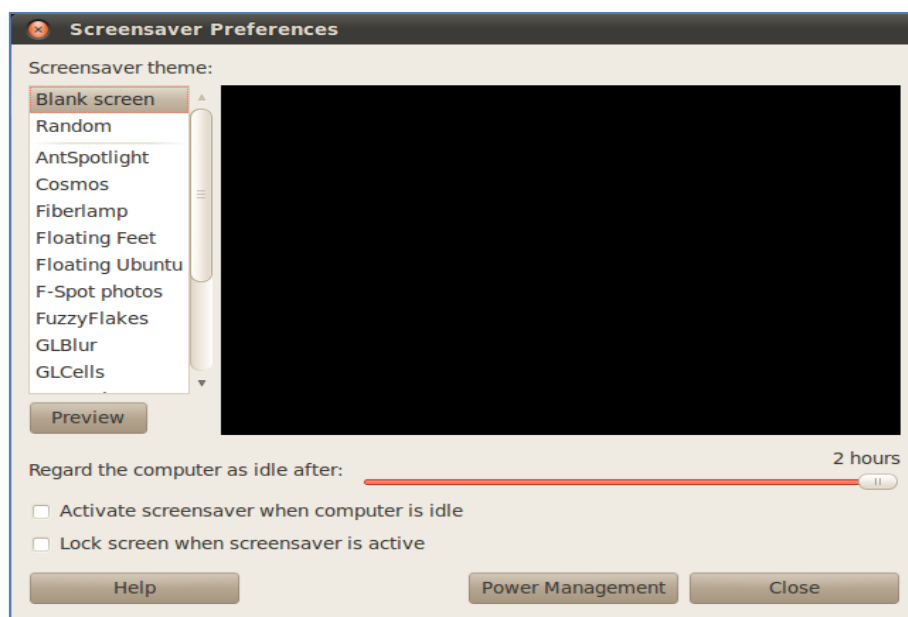 Screensaver Preferences
Screensaver theme:
Blank screen
Random
AntSpotlight
Cosmos
Fiberlamp
Floating Feet
Floating Ubuntu
F-Spot photos
FuzzyFlakes
GLBlur
GLCells
Preview
Regard the computer as idle after:
2 hours
Activate screensaver when computer is idle
Lock screen when screensaver is active
Help
Power Management
Close